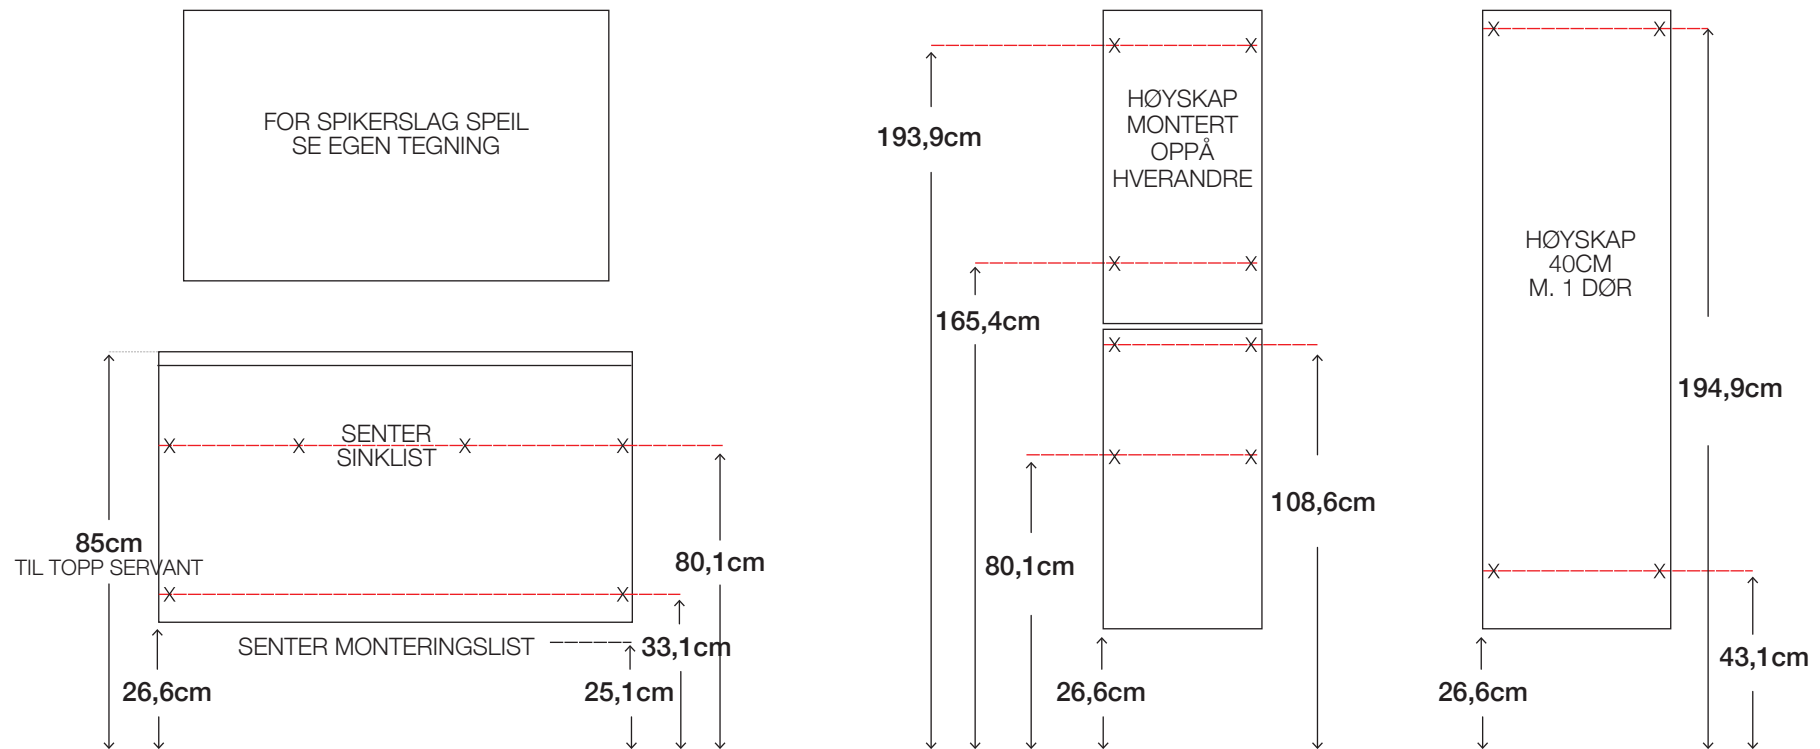 FOR SPIKERSLAG SPEIL
SE EGEN TEGNING
SENTER
SINKLIST
85cm
TIL TOPP SERVANT
80,1cm
SENTER MONTERINGSLIST
33,1cm
26,6cm
25,1cm
HØYSKAP
MONTERT
OPPÅ
HVERANDRE
193,9cm
165,4cm
108,6cm
80,1cm
26,6cm
HØYSKAP
40CM
M. 1 DØR
194,9cm
43,1cm
26,6cm